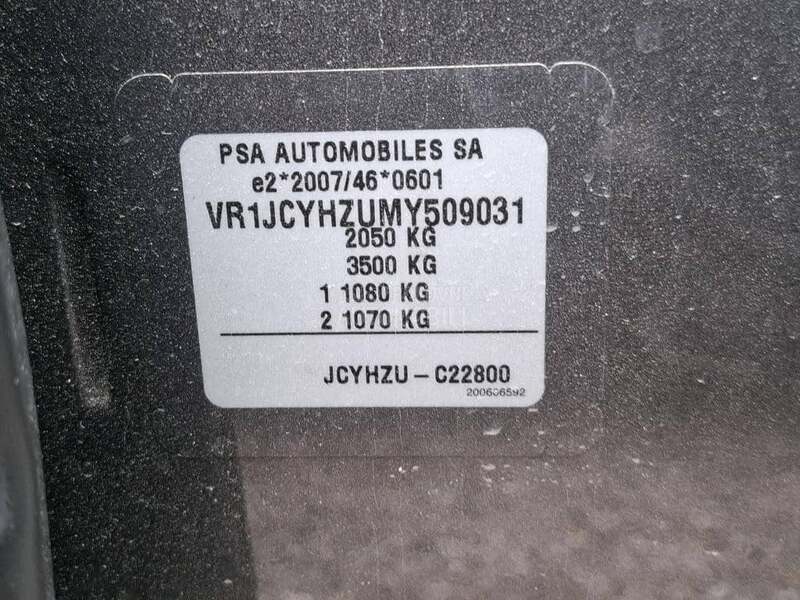 PSA AUTOMOBILES SA
e2*2007/46*0601
VR1JCYHZUMY509031
2050 KG
3500 KG
1 1080 KG
2 1070 KG
JCYHZU - C22800
200606592